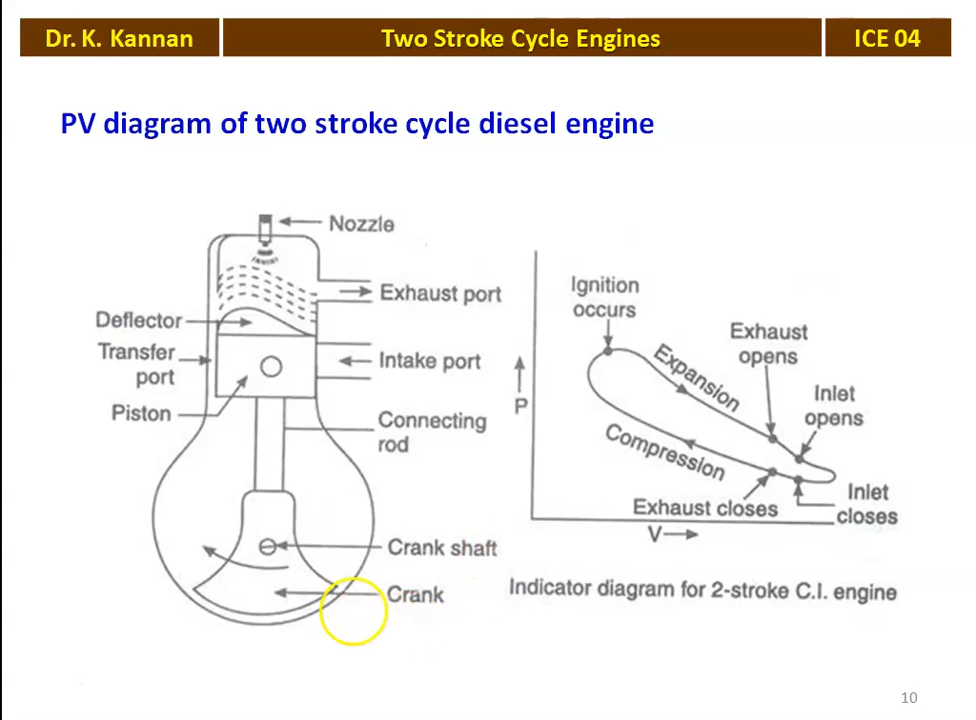 Dr. K. Kannan
Two Stroke Cycle Engines
ICE 04
PV diagram of two stroke cycle diesel engine
Nozzle
Exhaust port
Deflector
Transfer
port
Intake port
Piston
Connecting
rod
Crank shaft
Crank
Ignition
occurs
Exhaust
opens
Expansion
Inlet
opens
P
Compression
Exhaust closes
Inlet
closes
V
Indicator diagram for 2-stroke C.I. engine
10